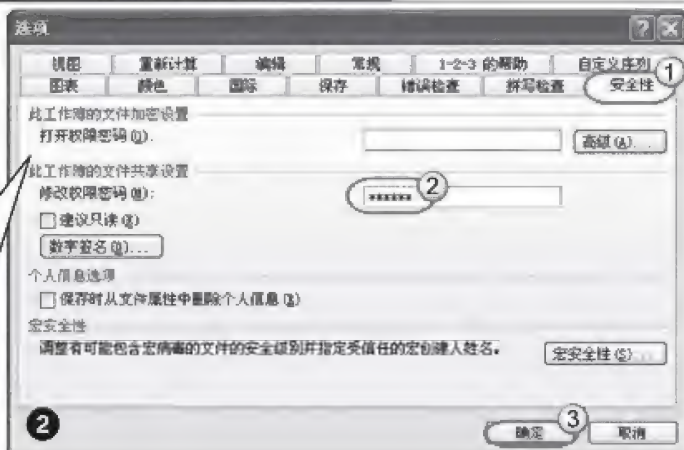 选项
视图 重新计算 编辑 常规 1-2-3 的帮助 自定义序列
图表 颜色 国际 保存 错误检查 拼写检查 安全性
1
此工作簿的文件加密设置
打开权限密码(O):
高级(A)...
此工作簿的文件共享设置
修改权限密码(M): ****** 2
建议只读(R)
数字签名(D)...
个人信息选项
保存时从文件属性中删除个人信息(R)
宏安全性
调整有可能包含宏病毒的文件的安全级别并指定受信任的宏创建人姓名。
宏安全性(S)...
2
确定 3 取消